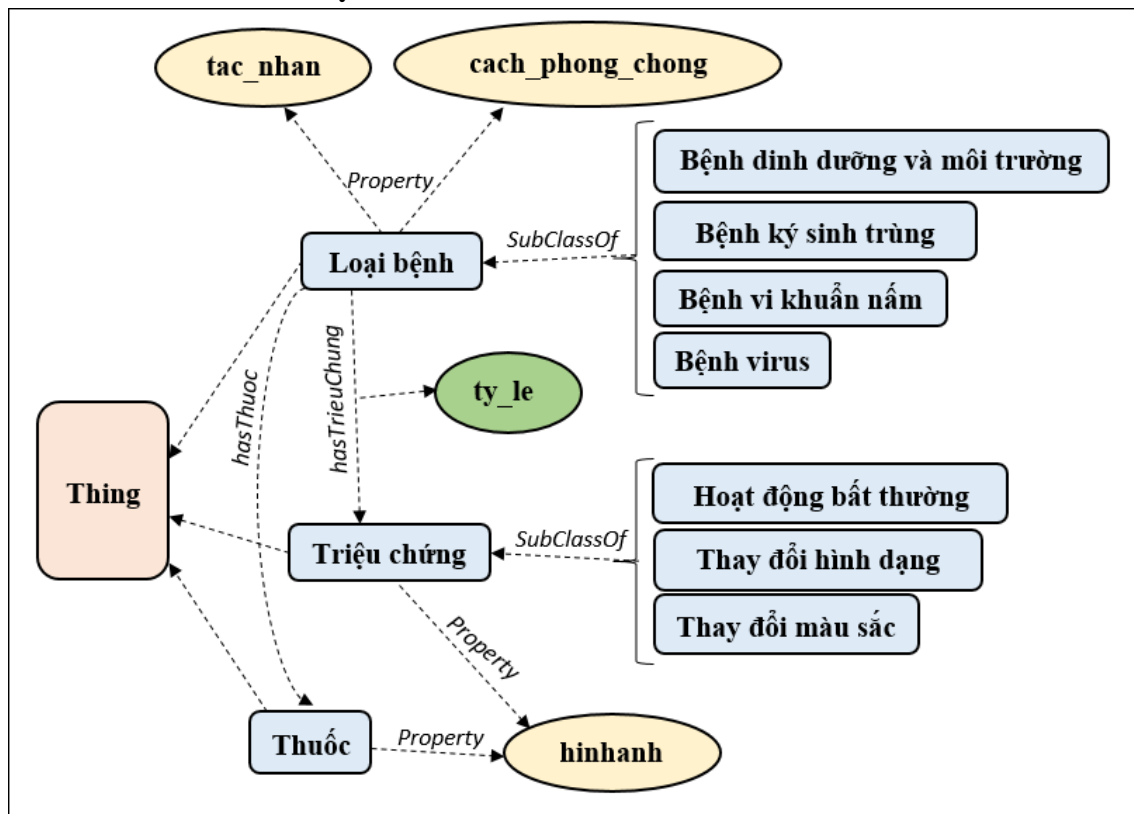 tac_nhan
cach_phong_chong
Property
Bệnh dinh dưỡng và môi trường
Bệnh ký sinh trùng
Bệnh vi khuẩn nấm
Bệnh virus
SubClassOf
Loại bệnh
hasThuoc
hasTrieuChung
ty_le
Thing
Triệu chứng
SubClassOf
Hoạt động bất thường
Thay đổi hình dạng
Thay đổi màu sắc
Property
Thuốc
Property
hinhanh